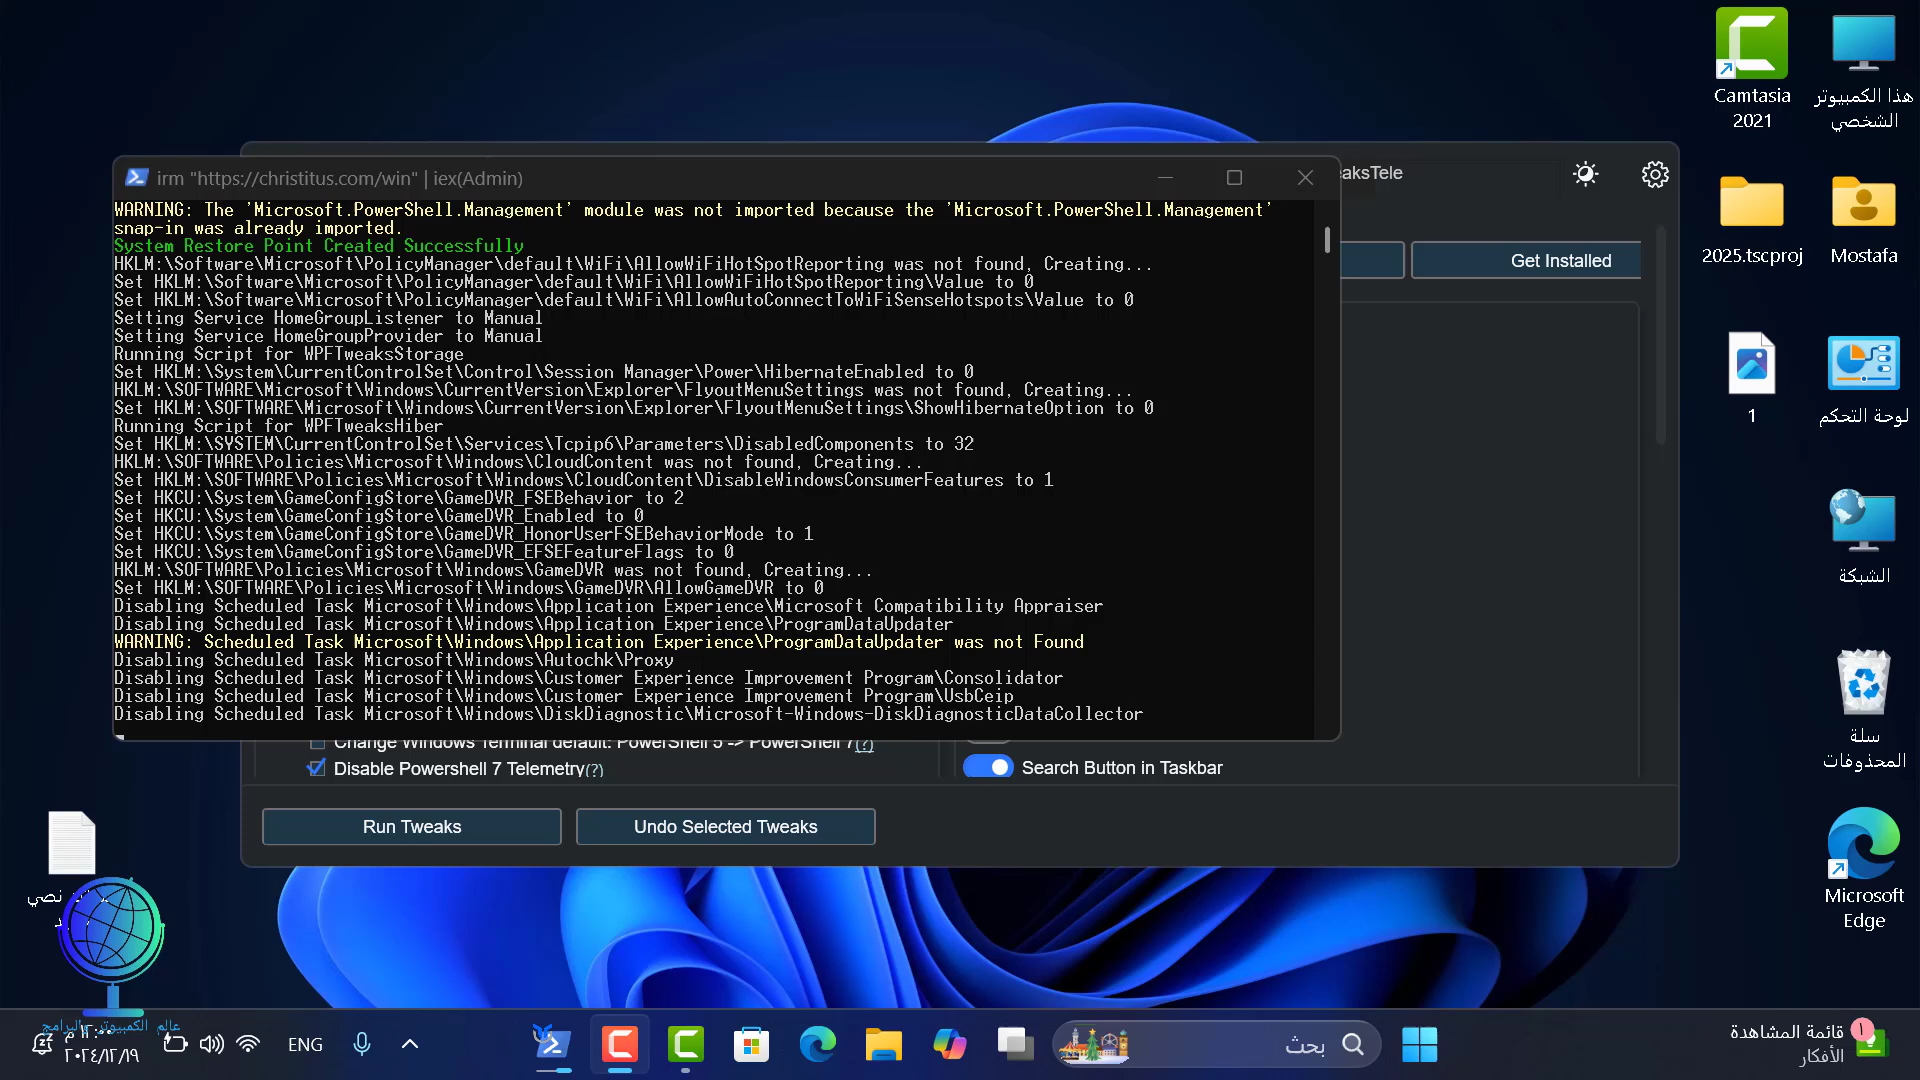 irm "https://christitus.com/win" | iex(Admin)
WARNING: The 'Microsoft.PowerShell.Management' module was not imported because the 'Microsoft.PowerShell.Management'
snap-in was already imported.
System Restore Point Created Successfully
HKLM:\Software\Microsoft\PolicyManager\default\WiFi\AllowWiFiHotSpotReporting was not found, Creating...
Set HKLM:\Software\Microsoft\PolicyManager\default\WiFi\AllowWiFiHotSpotReporting\Value to 0
Set HKLM:\Software\Microsoft\PolicyManager\default\WiFi\AllowAutoConnectToWiFiSenseHotspots\Value to 0
Setting Service HomeGroupListener to Manual
Setting Service HomeGroupProvider to Manual
Running Script for WPFTweaksStorage
Set HKLM:\System\CurrentControlSet\Control\Session Manager\Power\HibernateEnabled to 0
HKLM:\SOFTWARE\Microsoft\Windows\CurrentVersion\Explorer\FlyoutMenuSettings was not found, Creating...
Set HKLM:\SOFTWARE\Microsoft\Windows\CurrentVersion\Explorer\FlyoutMenuSettings\ShowHibernateOption to 0
Running Script for WPFTweaksHiber
Set HKLM:\SYSTEM\CurrentControlSet\Services\Tcpip6\Parameters\DisabledComponents to 32
HKLM:\SOFTWARE\Policies\Microsoft\Windows\CloudContent was not found, Creating...
Set HKLM:\SOFTWARE\Policies\Microsoft\Windows\CloudContent\DisableWindowsConsumerFeatures to 1
Set HKCU:\System\GameConfigStore\GameDVR_FSEBehavior to 2
Set HKCU:\System\GameConfigStore\GameDVR_Enabled to 0
Set HKCU:\System\GameConfigStore\GameDVR_HonorUserFSEBehaviorMode to 1
Set HKCU:\System\GameConfigStore\GameDVR_EFSEFeatureFlags to 0
HKLM:\SOFTWARE\Policies\Microsoft\Windows\GameDVR was not found, Creating...
Set HKLM:\SOFTWARE\Policies\Microsoft\Windows\GameDVR\AllowGameDVR to 0
Disabling Scheduled Task Microsoft\Windows\Application Experience\Microsoft Compatibility Appraiser
Disabling Scheduled Task Microsoft\Windows\Application Experience\ProgramDataUpdater
WARNING: Scheduled Task Microsoft\Windows\Application Experience\ProgramDataUpdater was not Found
Disabling Scheduled Task Microsoft\Windows\Autochk\Proxy
Disabling Scheduled Task Microsoft\Windows\Customer Experience Improvement Program\Consolidator
Disabling Scheduled Task Microsoft\Windows\Customer Experience Improvement Program\UsbCeip
Disabling Scheduled Task Microsoft\Windows\DiskDiagnostic\Microsoft-Windows-DiskDiagnosticDataCollector
aksTele
Get Installed
Change Windows Terminal default: PowerShell 5 -> PowerShell 7(?)
Disable Powershell 7 Telemetry(?)
Search Button in Taskbar
Run Tweaks
Undo Selected Tweaks
Camtasia
2021
هذا الكمبيوتر
الشخصي
2025.tscproj
Mostafa
1
لوحة التحكم
الشبكة
سلة
المحذوفات
Microsoft
Edge
نصي
عالم الكمبيوتر والبرامج
م
٢٠٢٤/١٢/١٩
ENG
بحث
قائمة المشاهدة
الأفكار
١